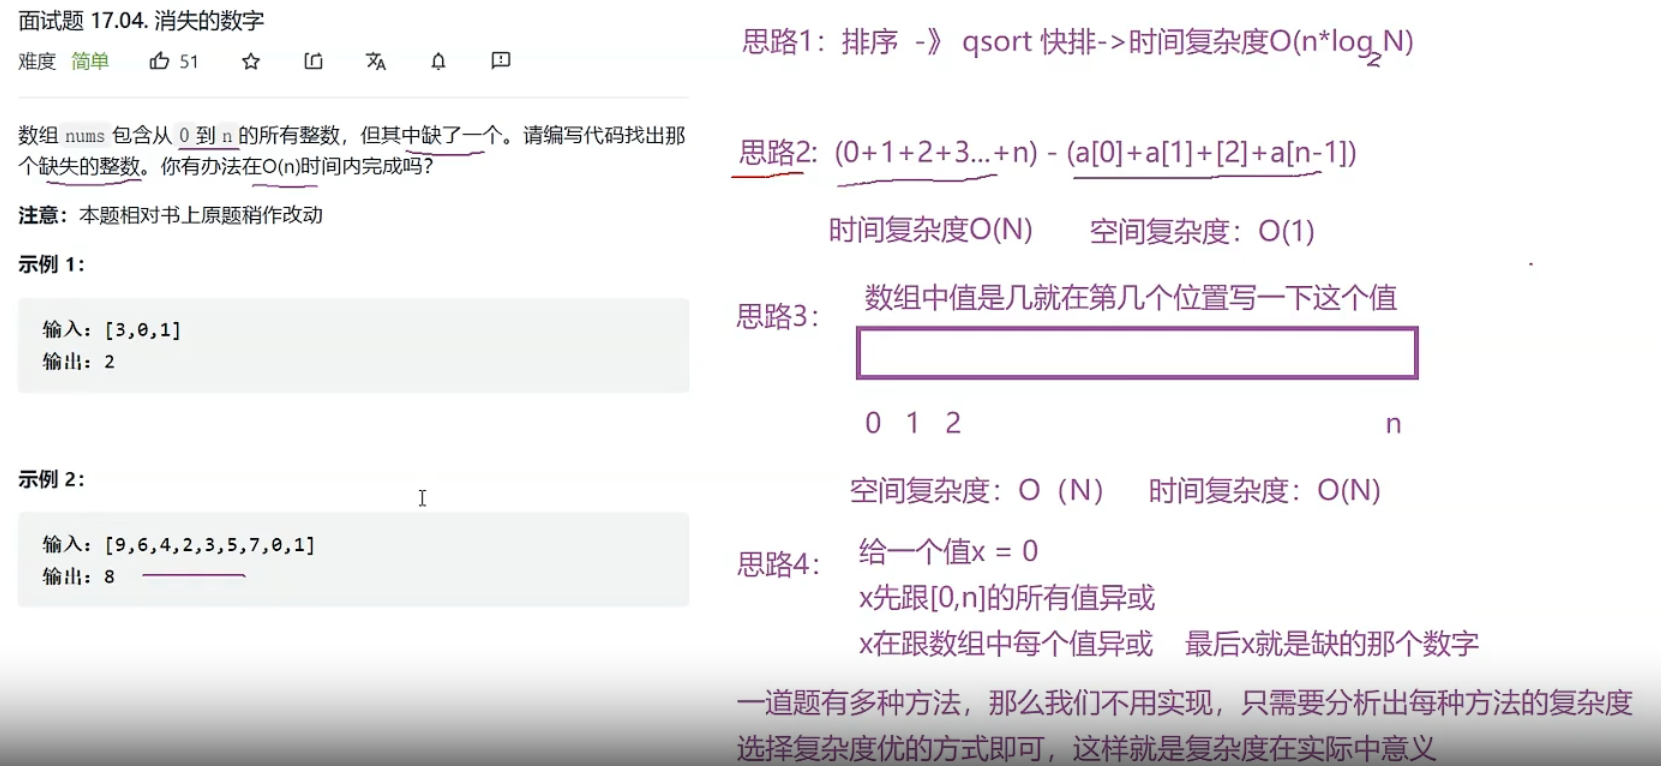 面试题 17.04. 消失的数字
难度 简单 51
数组 nums 包含从 0 到 n 的所有整数，但其中缺了一个。请编写代码找出那
个缺失的整数。你有办法在O(n)时间内完成吗？
注意：本题相对书上原题稍作改动
示例 1：
输入：[3,0,1]
输出：2
示例 2：
输入：[9,6,4,2,3,5,7,0,1]
输出：8
思路1：排序 -》 qsort 快排->时间复杂度O(n*log2N)
思路2: (0+1+2+3...+n) - (a[0]+a[1]+[2]+a[n-1])
时间复杂度O(N) 空间复杂度：O(1)
思路3： 数组中值是几就在第几个位置写一下这个值
0 1 2 n
空间复杂度：O（N） 时间复杂度：O(N)
思路4： 给一个值x = 0
x先跟[0,n]的所有值异或
x在跟数组中每个值异或 最后x就是缺的那个数字
一道题有多种方法，那么我们不用实现，只需要分析出每种方法的复杂度
选择复杂度优的方式即可，这样就是复杂度在实际中意义